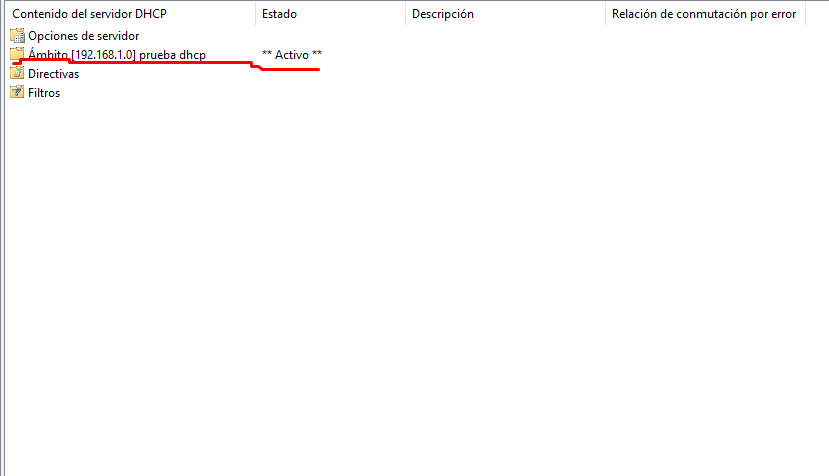 Contenido del servidor DHCP Estado Descripción Relación de conmutación por error
Opciones de servidor
Ámbito [192.168.1.0] prueba dhcp ** Activo **
Directivas
Filtros